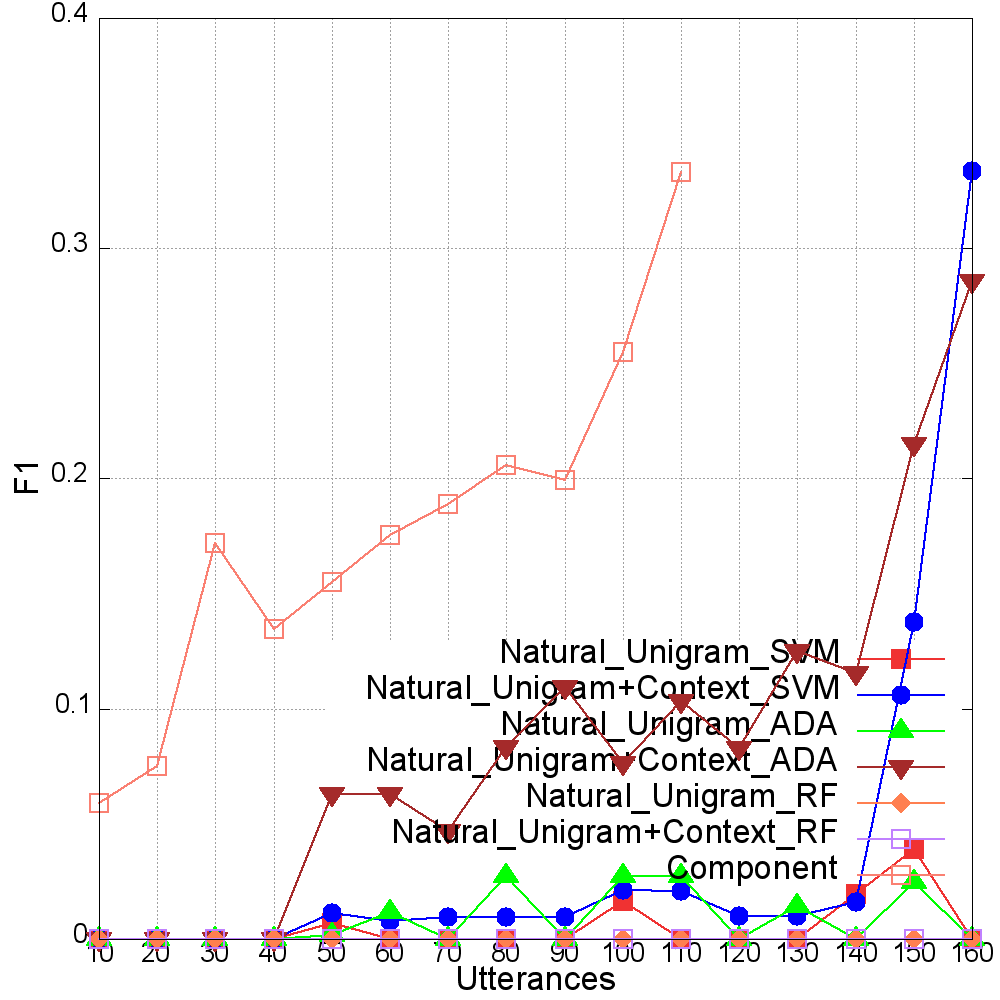 0.4
0.3
0.2
0.1
0
F1
Natural_Unigram_SVM
Natural_Unigram+Context_SVM
Natural_Unigram_ADA
Natural_Unigram+Context_ADA
Natural_Unigram_RF
Natural_Unigram+Context_RF
Component
10 20 30 40 50 60 70 80 90 100 110 120 130 140 150 160
Utterances